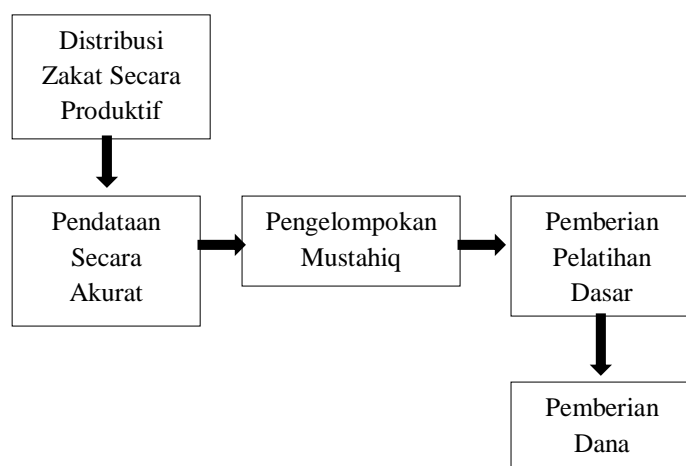 Distribusi
Zakat Secara
Produktif
Pendataan
Secara
Akurat
Pengelompokan
Mustahiq
Pemberian
Pelatihan
Dasar
Pemberian
Dana